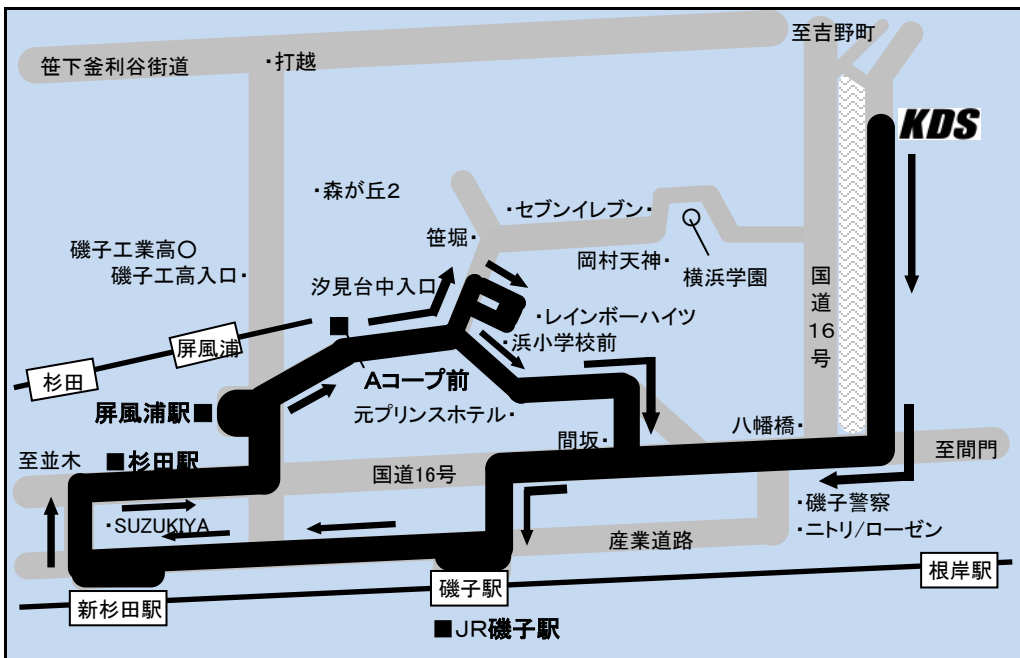 至吉野町
笹下釜利谷街道
・打越
KDS
・森が丘2
・セブンイレブン・
笹堀・
岡村天神・
横浜学園
磯子工業高○
磯子工高入口・
汐見台中入口
国道16号
・レインボーハイツ
・浜小学校前
屏風浦
杉田
Aコープ前
屏風浦駅■
元プリンスホテル・
間坂・
八幡橋・
至並木
■杉田駅
国道16号
至間門
・磯子警察
・ニトリ/ローゼン
・SUZUKIYA
産業道路
根岸駅
磯子駅
新杉田駅
■JR磯子駅